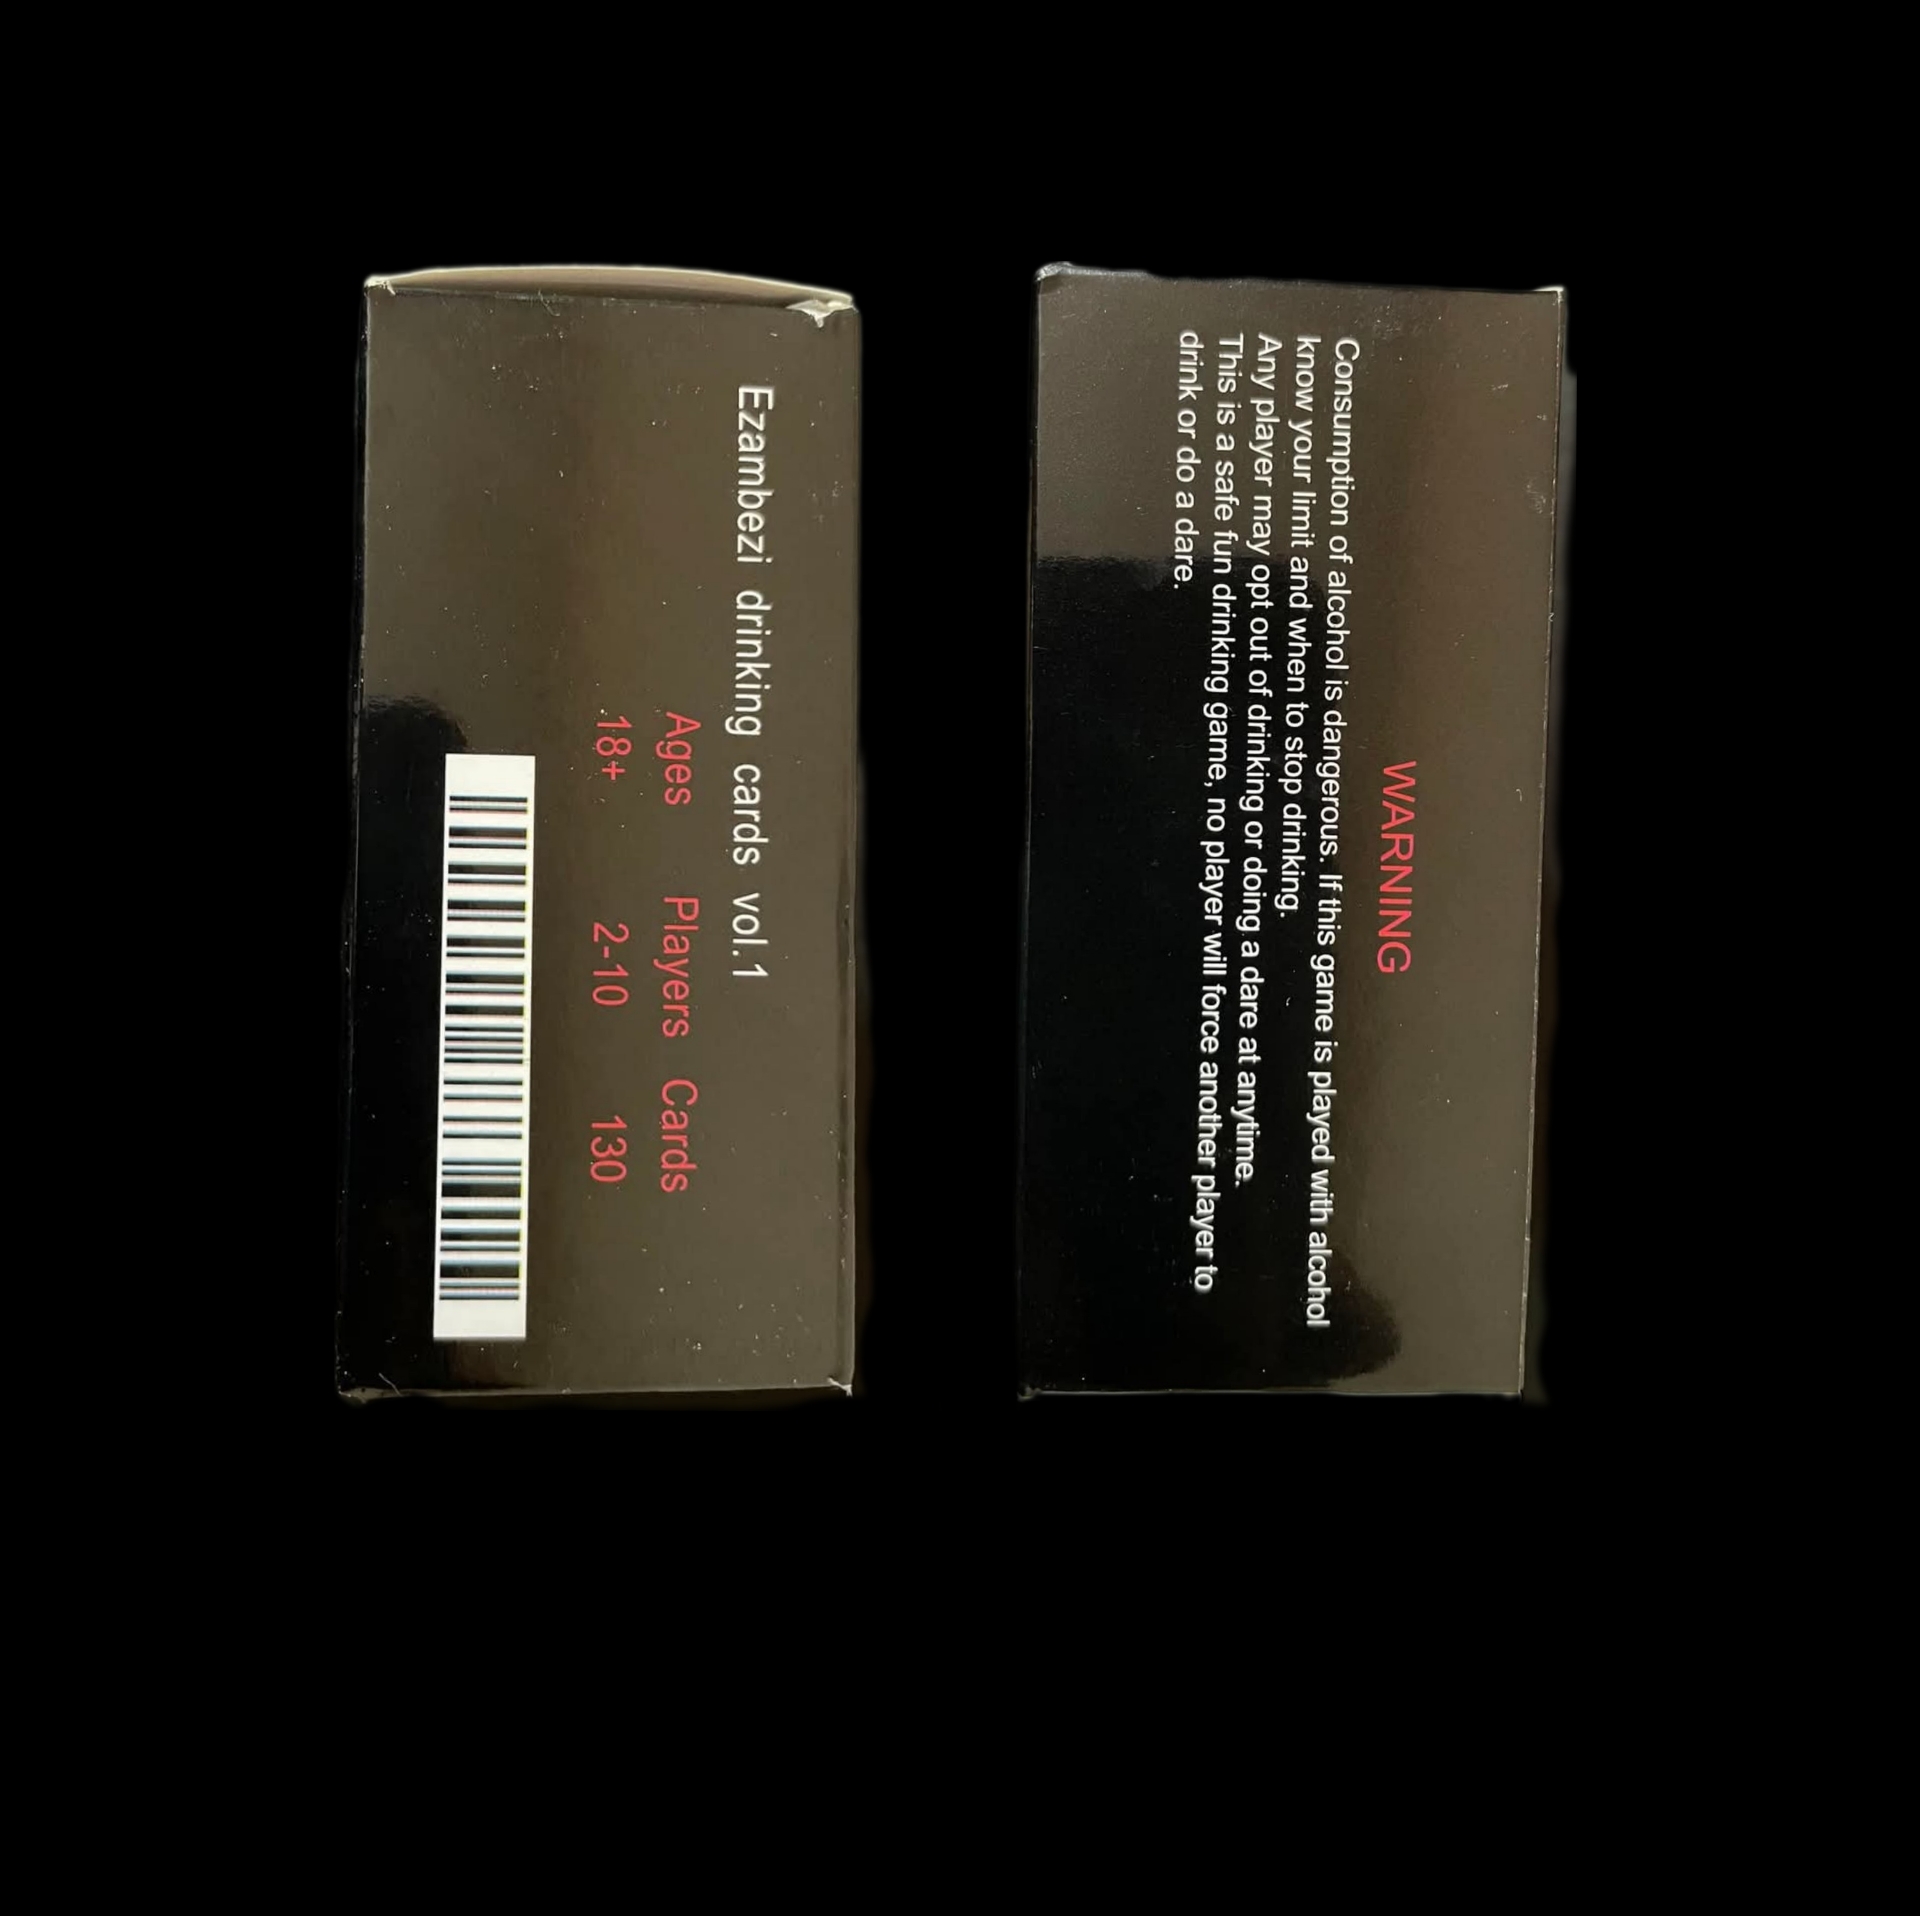 Ezambezi drinking cards vol.1
Ages Players Cards
18+ 2-10 130
WARNING
Consumption of alcohol is dangerous. If this game is played with alcohol
know your limit and when to stop drinking.
Any player may opt out of drinking or doing a dare at anytime.
This is a safe fun drinking game, no player will force another player to
drink or do a dare.